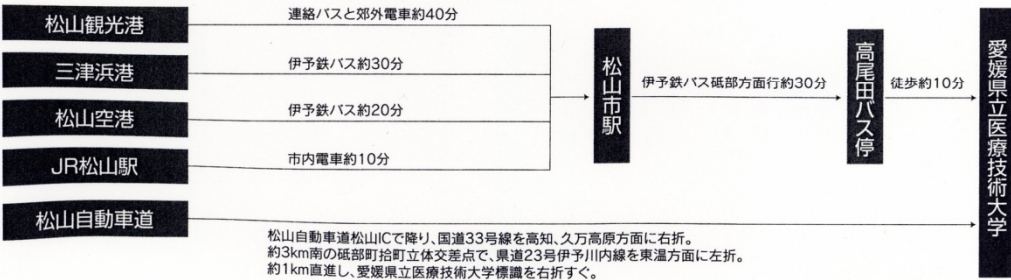 松山観光港
連絡バスと郊外電車約40分
三津浜港
伊予鉄バス約30分
松山空港
伊予鉄バス約20分
JR松山駅
市内電車約10分
松山市駅
伊予鉄バス砥部方面行約30分
高尾田バス停
徒歩約10分
愛媛県立医療技術大学
松山自動車道
松山自動車道松山ICで降り、国道33号線を高知、久万高原方面に右折。
約3km南の砥部町拾町立体交差点で、県道23号伊予川内線を東温方面に左折。
約1km直進し、愛媛県立医療技術大学標識を右折すぐ。